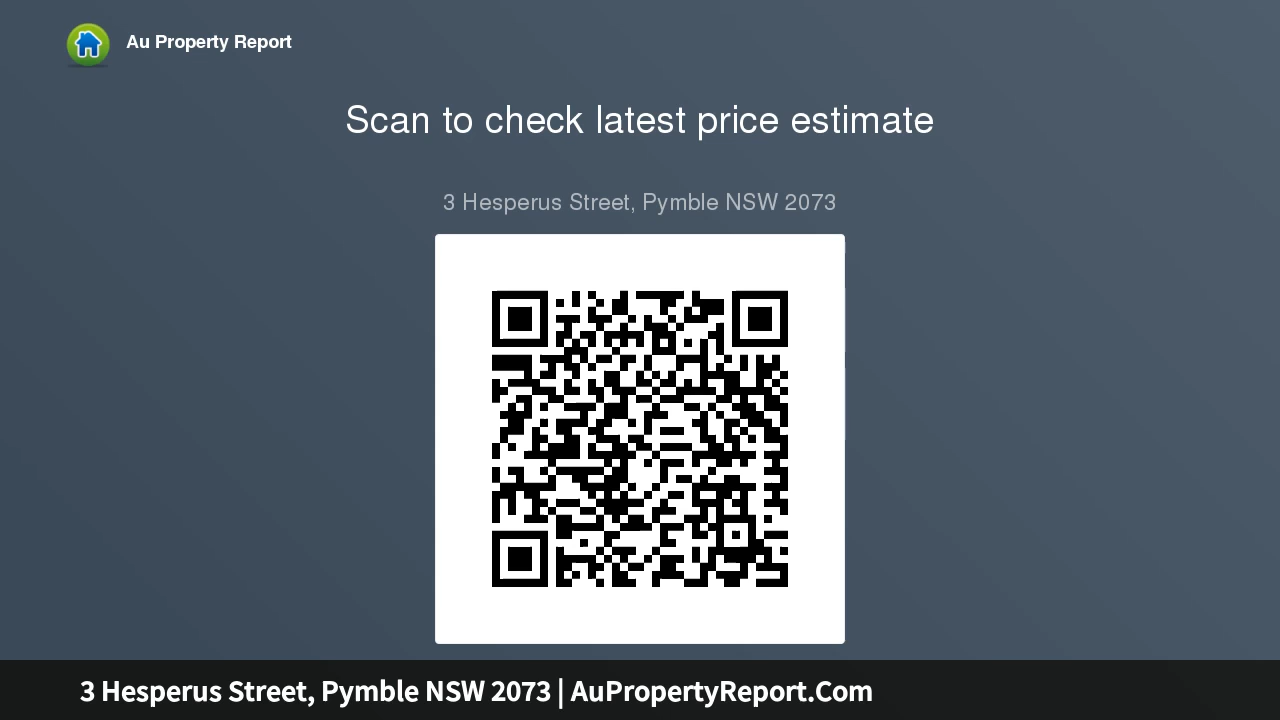 Au Property Report
Scan to check latest price estimate
3 Hesperus Street, Pymble NSW 2073
3 Hesperus Street, Pymble NSW 2073 | AuPropertyReport.Com